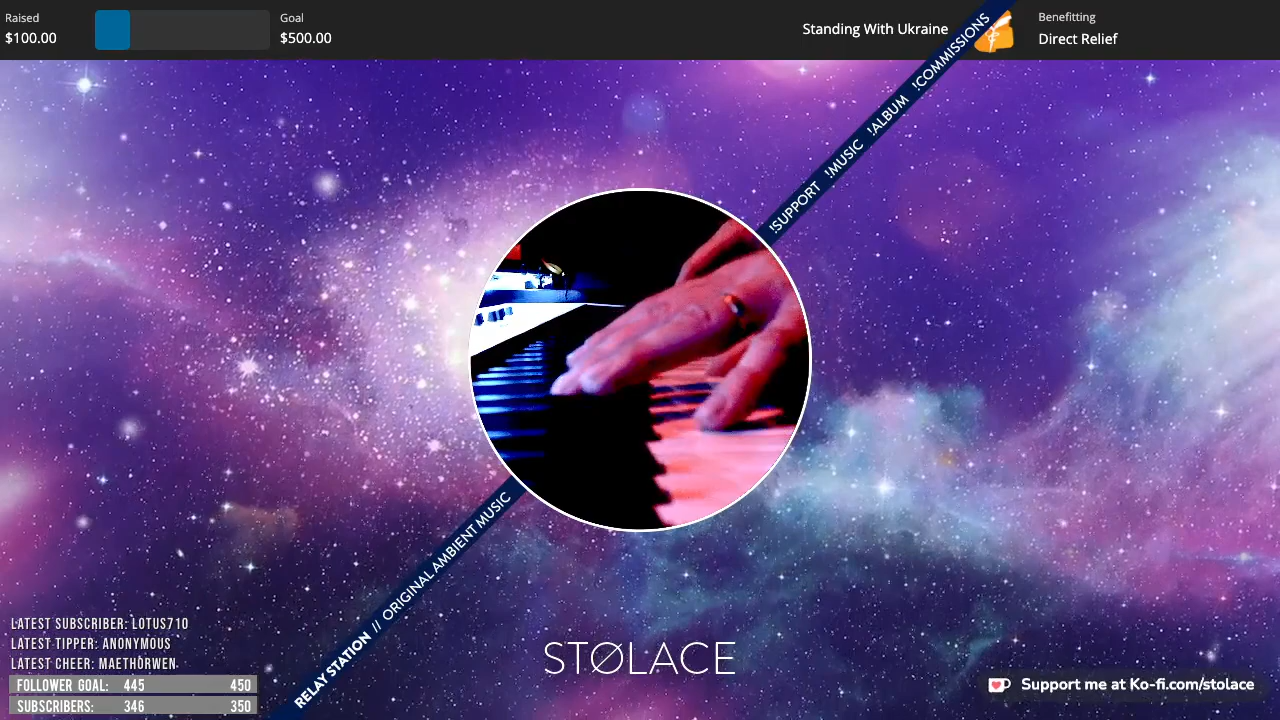 Raised
$100.00
Goal
$500.00
Standing With Ukraine
Benefitting
Direct Relief
!SUPPORT !MUSIC !ALBUM !COMMISSIONS
RELAY STATION // ORIGINAL AMBIENT MUSIC
LATEST SUBSCRIBER: LOTUS710
LATEST TIPPER: ANONYMOUS
LATEST CHEER: MAETHORWEN
FOLLOWER GOAL: 445 450
SUBSCRIBERS: 346 350
STØLACE
Support me at Ko-fi.com/stolace